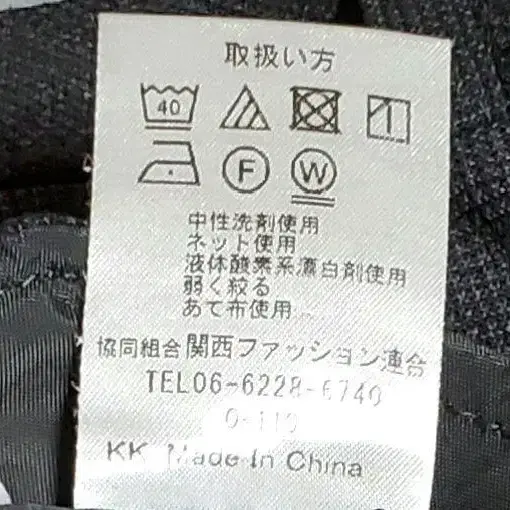 取扱い方
40
F W
中性洗剤使用
ネット使用
液体酸素系漂白剤使用
弱く絞る
あて布使用
協同組合 関西ファッション連合
TEL06-6228-6740
0-110
KK Made In China